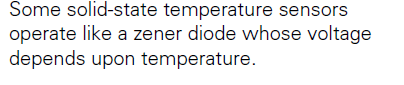 Some solid-state temperature sensors
operate like a zener diode whose voltage
depends upon temperature.